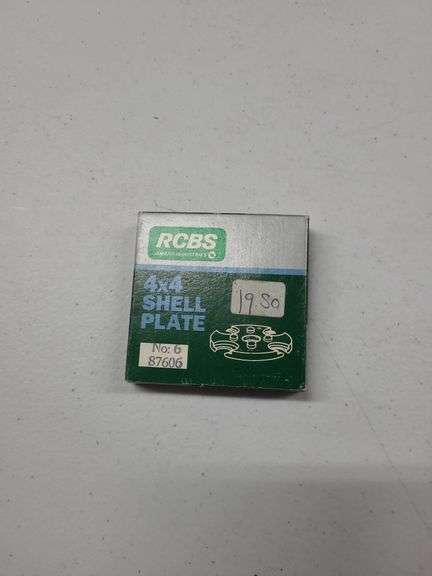 RCBS
4x4
SHELL
PLATE
19.50
No: 6
87606